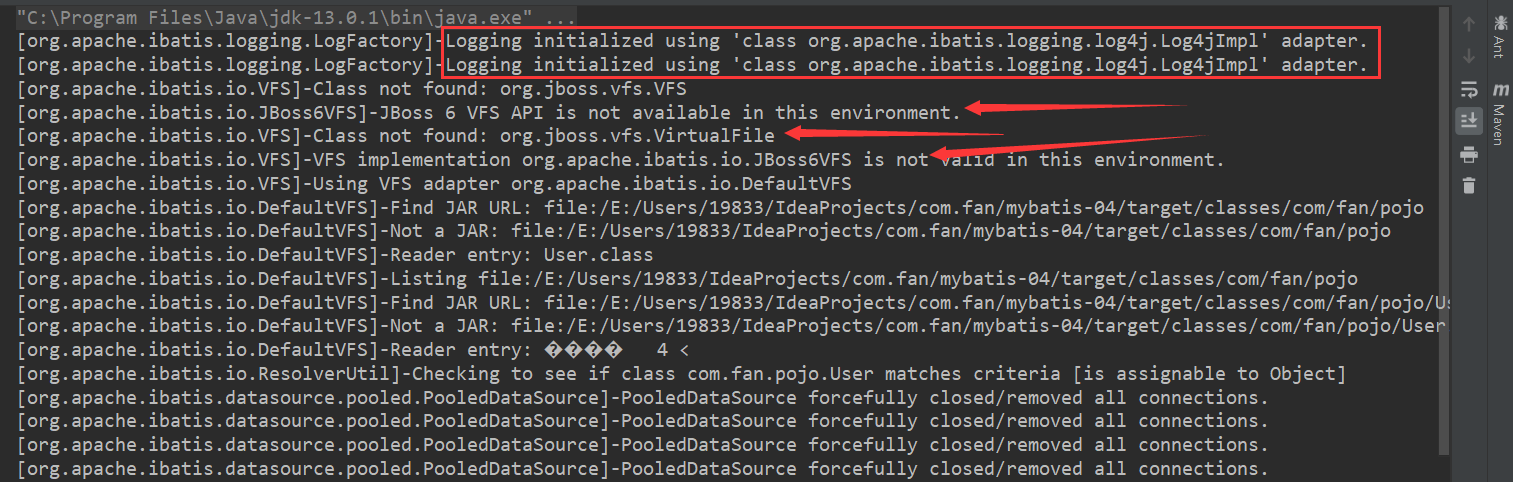 "C:\Program Files\Java\jdk-13.0.1\bin\java.exe" ...
[org.apache.ibatis.logging.LogFactory]-Logging initialized using 'class org.apache.ibatis.logging.log4j.Log4jImpl' adapter.
[org.apache.ibatis.logging.LogFactory]-Logging initialized using 'class org.apache.ibatis.logging.log4j.Log4jImpl' adapter.
[org.apache.ibatis.io.VFS]-Class not found: org.jboss.vfs.VFS
[org.apache.ibatis.io.JBoss6VFS]-JBoss 6 VFS API is not available in this environment.
[org.apache.ibatis.io.VFS]-Class not found: org.jboss.vfs.VirtualFile
[org.apache.ibatis.io.VFS]-VFS implementation org.apache.ibatis.io.JBoss6VFS is not valid in this environment.
[org.apache.ibatis.io.VFS]-Using VFS adapter org.apache.ibatis.io.DefaultVFS
[org.apache.ibatis.io.DefaultVFS]-Find JAR URL: file:/E:/Users/19833/IdeaProjects/com.fan/mybatis-04/target/classes/com/fan/pojo
[org.apache.ibatis.io.DefaultVFS]-Not a JAR: file:/E:/Users/19833/IdeaProjects/com.fan/mybatis-04/target/classes/com/fan/pojo
[org.apache.ibatis.io.DefaultVFS]-Reader entry: User.class
[org.apache.ibatis.io.DefaultVFS]-Listing file:/E:/Users/19833/IdeaProjects/com.fan/mybatis-04/target/classes/com/fan/pojo
[org.apache.ibatis.io.DefaultVFS]-Find JAR URL: file:/E:/Users/19833/IdeaProjects/com.fan/mybatis-04/target/classes/com/fan/pojo/Us
[org.apache.ibatis.io.DefaultVFS]-Not a JAR: file:/E:/Users/19833/IdeaProjects/com.fan/mybatis-04/target/classes/com/fan/pojo/User
[org.apache.ibatis.io.DefaultVFS]-Reader entry: ���� 4 <
[org.apache.ibatis.io.ResolverUtil]-Checking to see if class com.fan.pojo.User matches criteria [is assignable to Object]
[org.apache.ibatis.datasource.pooled.PooledDataSource]-PooledDataSource forcefully closed/removed all connections.
[org.apache.ibatis.datasource.pooled.PooledDataSource]-PooledDataSource forcefully closed/removed all connections.
[org.apache.ibatis.datasource.pooled.PooledDataSource]-PooledDataSource forcefully closed/removed all connections.
[org.apache.ibatis.datasource.pooled.PooledDataSource]-PooledDataSource forcefully closed/removed all connections.
Ant
m Maven